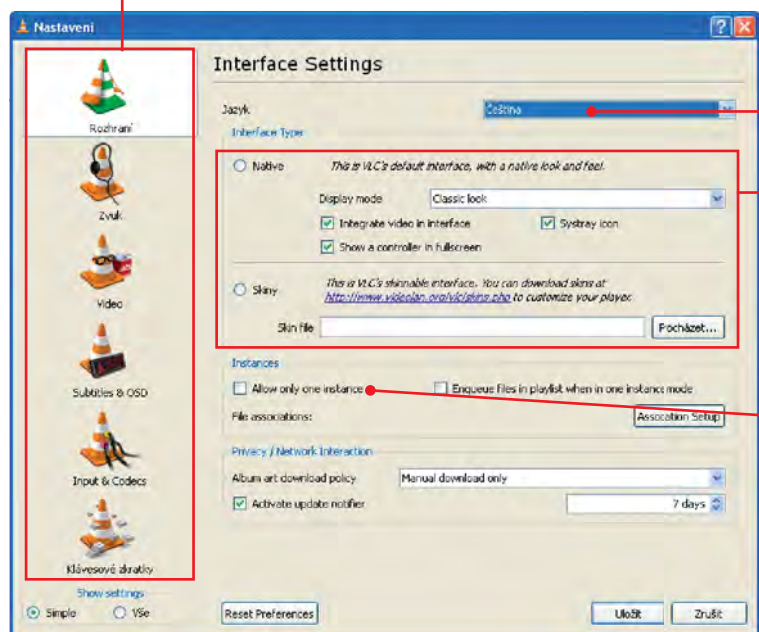 Nastavení
Rozhraní
Zvuk
Video
Subtitles & OSD
Input & Codecs
Klávesové zkratky
Show settings
Simple Vše
Interface Settings
Jazyk
Čeština
Interface Type
Native This is VLC's default interface, with a native look and feel.
Display mode Classic look
Integrate video in interface Systray icon
Show a controller in fullscreen
Skiny This is VLC's skinnable interface. You can download skins at
http://www.videolan.org/vlc/skins.php to customize your player.
Skin file Pocházet...
Instances
Allow only one instance Enqueue files in playlist when in one instance mode
File associations: Assocation Setup
Privacy / Network Interaction
Album art download policy Manual download only
Activate update notifier 7 days
Reset Preferences Uložit Zrušit